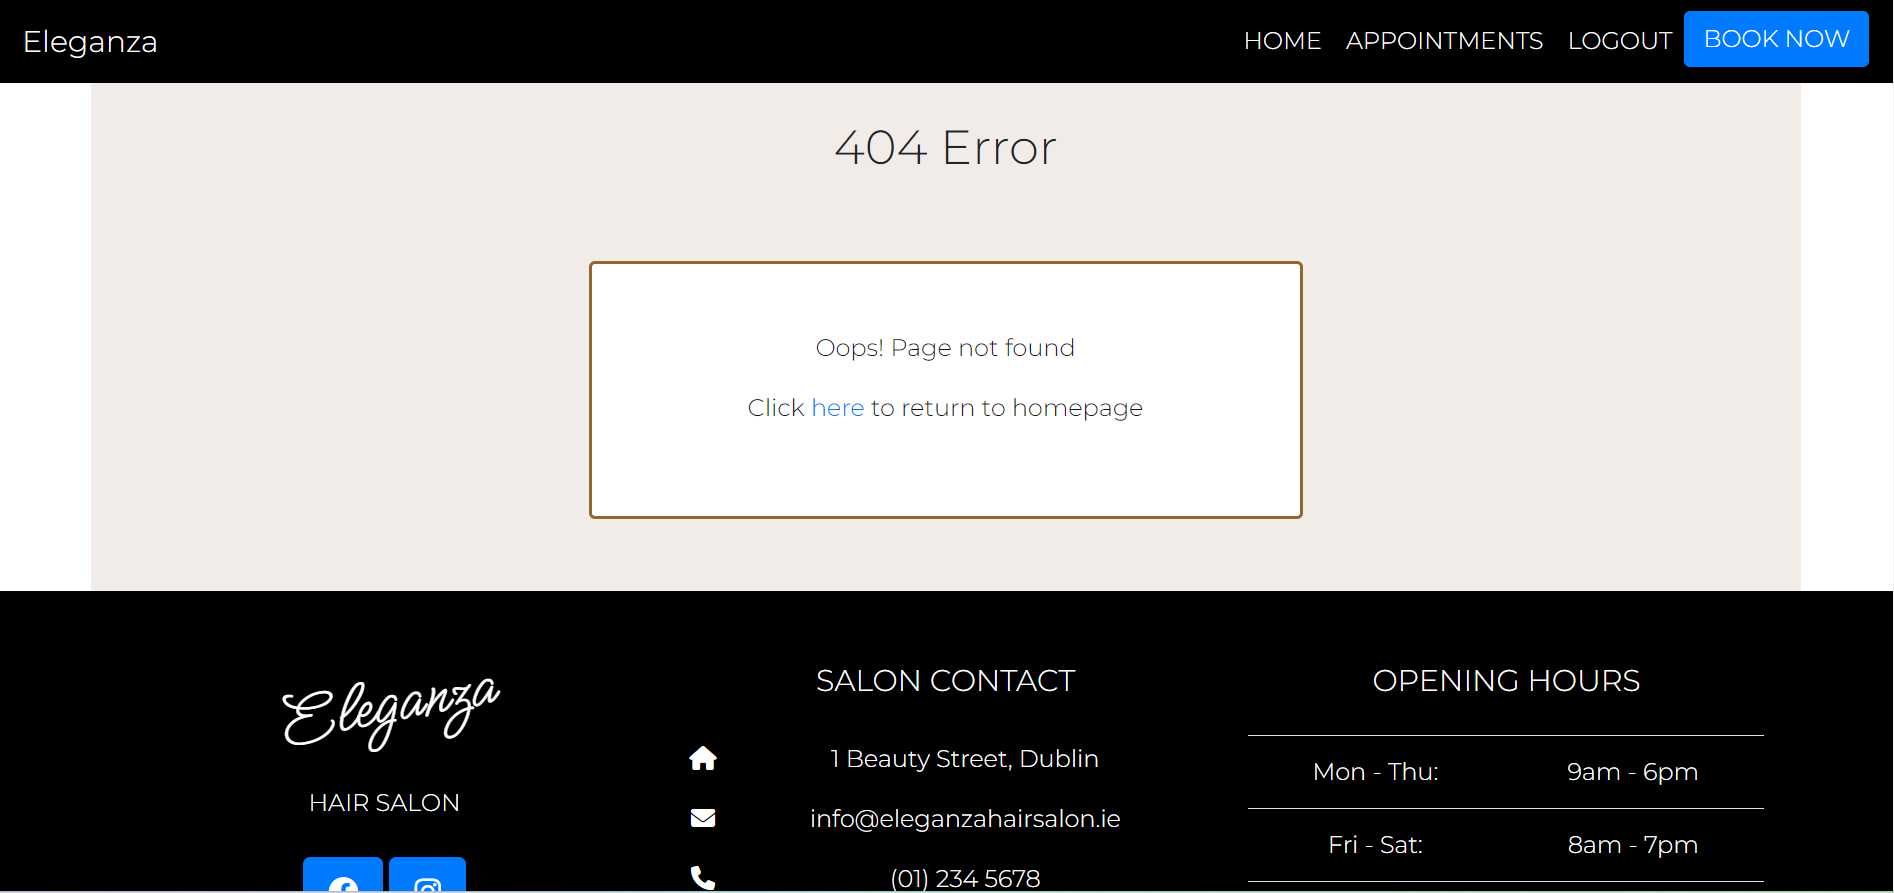 Eleganza
HOME APPOINTMENTS LOGOUT BOOK NOW
404 Error
Oops! Page not found
Click here to return to homepage
Eleganza
HAIR SALON
SALON CONTACT
1 Beauty Street, Dublin
info@eleganzahairsalon.ie
(01) 234 5678
OPENING HOURS
Mon - Thu: 9am - 6pm
Fri - Sat: 8am - 7pm